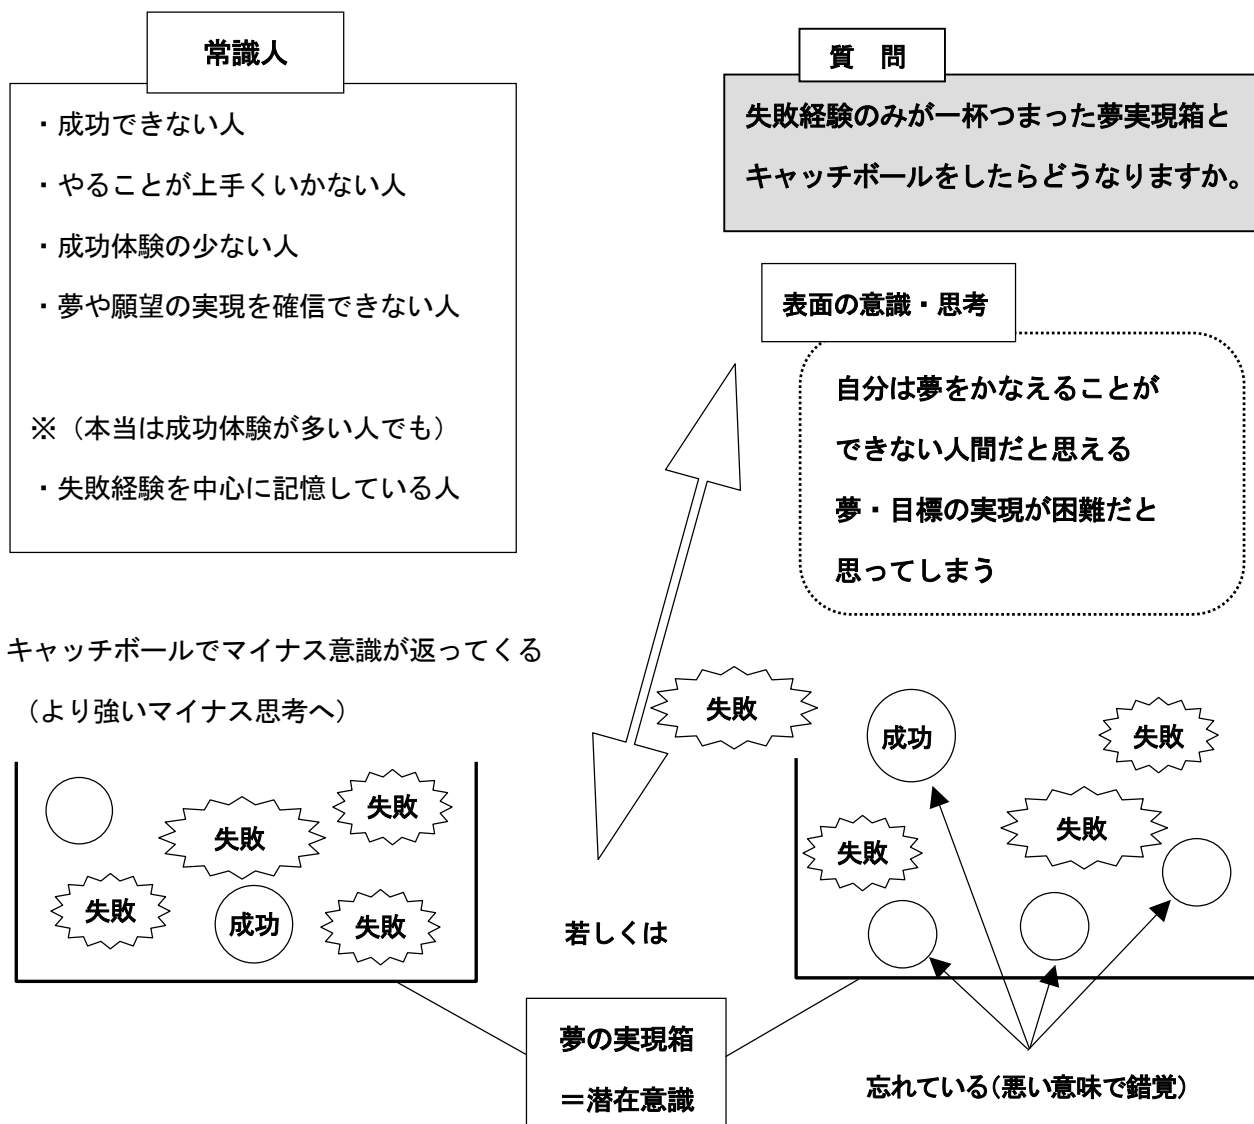 常識人
・成功できない人
・やることが上手くいかない人
・成功体験の少ない人
・夢や願望の実現を確信できない人
※（本当は成功体験が多い人でも）
・失敗経験を中心に記憶している人
質　問
失敗経験のみが一杯つまった夢実現箱と
キャッチボールをしたらどうなりますか。
表面の意識・思考
自分は夢をかなえることが
できない人間だと思える
夢・目標の実現が困難だと
思ってしまう
キャッチボールでマイナス意識が返ってくる
（より強いマイナス思考へ）
失敗
失敗
失敗
成功
失敗
若しくは
失敗
成功
失敗
失敗
失敗
夢の実現箱
＝潜在意識
忘れている（悪い意味で錯覚）